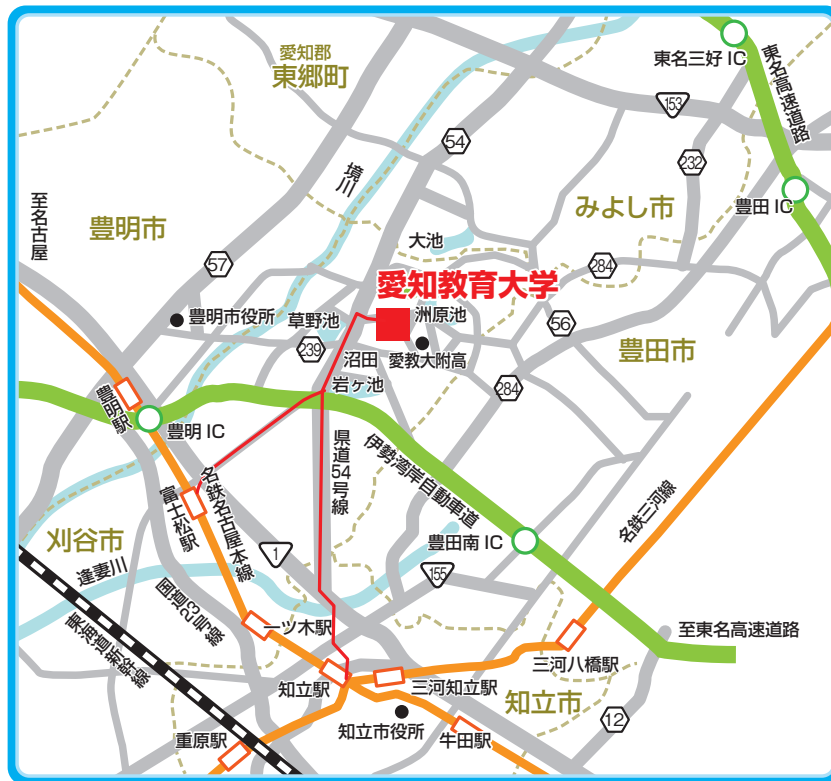 愛知郡
東郷町
東名三好 IC
東名高速道路
153
54
232
境川
みよし市
豊田 IC
至名古屋
豊明市
大池
57
284
愛知教育大学
豊明市役所
草野池
洲原池
56
239
沼田
愛教大附高
豊田市
岩ヶ池
284
豊明駅
豊明 IC
県道54号線
伊勢湾岸自動車道
名鉄三河線
富士松駅
名鉄名古屋本線
刈谷市
豊田南 IC
1
逢妻川
155
国道23号線
一ツ木駅
東海道新幹線
至東名高速道路
三河八橋駅
知立駅
三河知立駅
知立市
12
重原駅
知立市役所
牛田駅